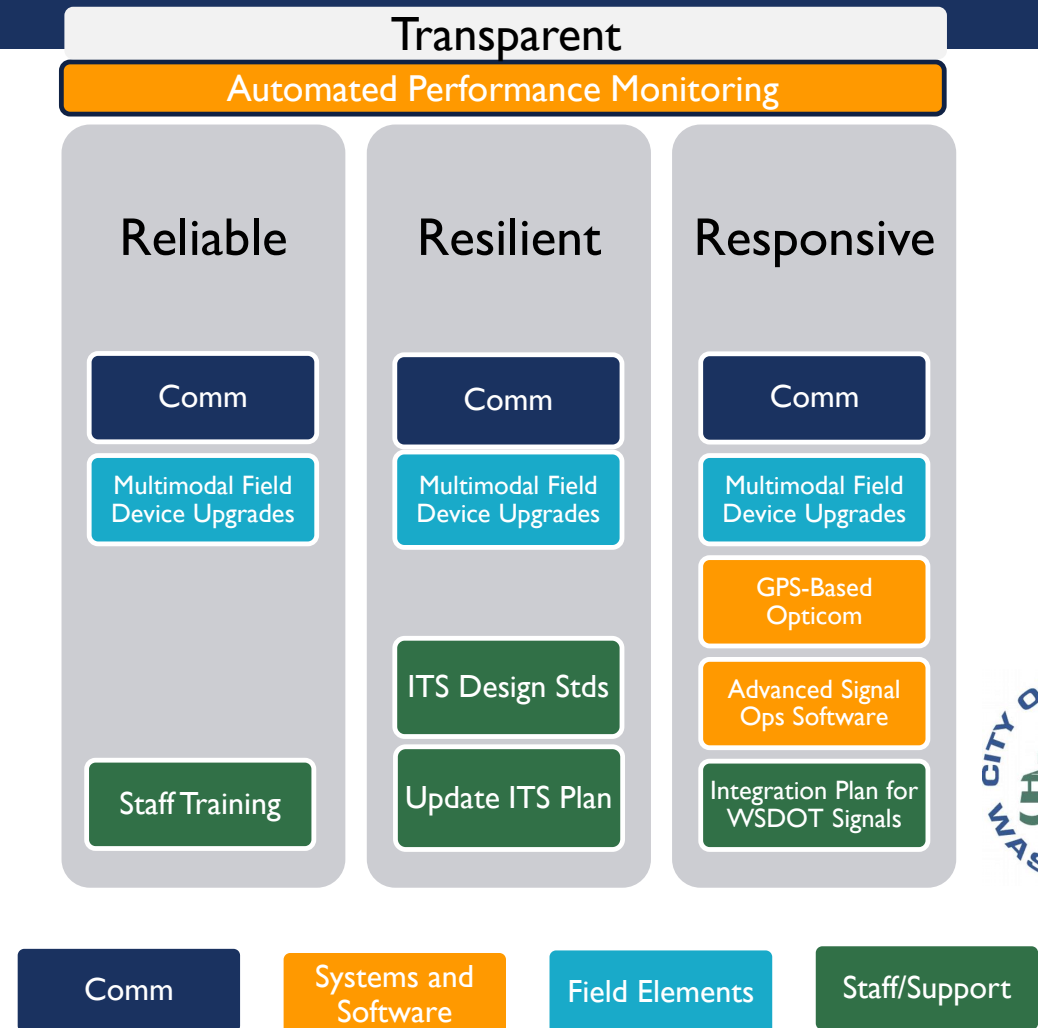 Transparent
Automated Performance Monitoring
Reliable
Comm
Multimodal Field
Device Upgrades
Staff Training
Resilient
Comm
Multimodal Field
Device Upgrades
ITS Design Stds
Update ITS Plan
Responsive
Comm
Multimodal Field
Device Upgrades
GPS-Based
Opticom
Advanced Signal
Ops Software
Integration Plan for
WSDOT Signals
CITY
Comm
Systems and
Software
Field Elements
Staff/Support